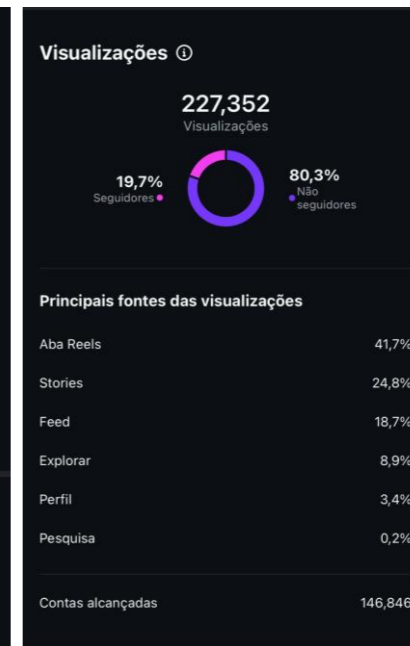 Visualizações
227,352
Visualizações
19,7%
Seguidores
80,3%
Não
seguidores
Principais fontes das visualizações
Aba Reels 41,7%
Stories 24,8%
Feed 18,7%
Explorar 8,9%
Perfil 3,4%
Pesquisa 0,2%
Contas alcançadas 146,846